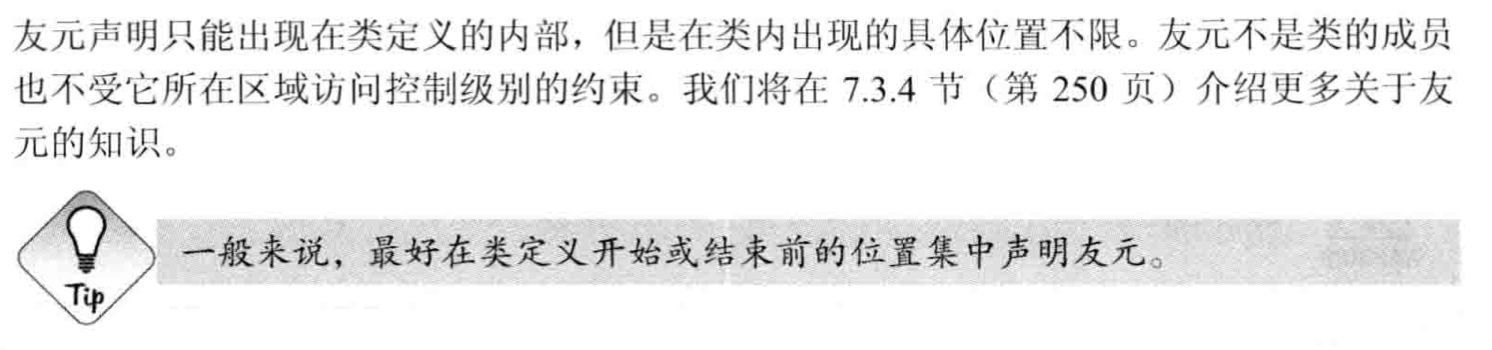 友元声明只能出现在类定义的内部，但是在类内出现的具体位置不限。友元不是类的成员
也不受它所在区域访问控制级别的约束。我们将在 7.3.4 节（第 250 页）介绍更多关于友
元的知识。
一般来说，最好在类定义开始或结束前的位置集中声明友元。
Tip